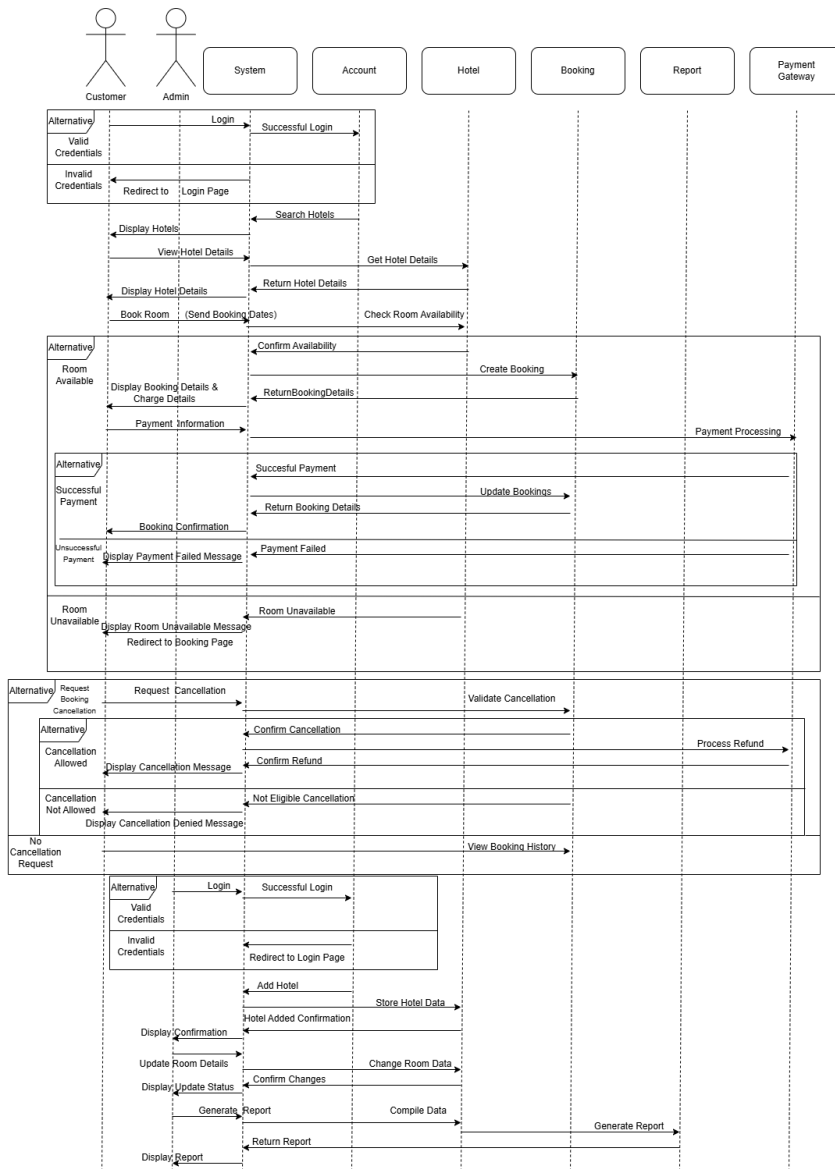 Customer
Admin
System
Account
Hotel
Booking
Report
Payment
Gateway
Alternative
Login
Successful Login
Valid
Credentials
Invalid
Credentials
Redirect to Login Page
Search Hotels
Display Hotels
View Hotel Details
Get Hotel Details
Return Hotel Details
Display Hotel Details
Book Room (Send Booking Dates)
Check Room Availability
Alternative
Confirm Availability
Room
Available
Create Booking
Display Booking Details &
Charge Details
ReturnBookingDetails
Payment Information
Payment Processing
Alternative
Succesful Payment
Successful
Payment
Update Bookings
Return Booking Details
Booking Confirmation
Unsuccessful
Payment
Payment Failed
Display Payment Failed Message
Room
Unavailable
Room Unavailable
Display Room Unavailable Message
Redirect to Booking Page
Alternative
Request
Booking
Cancellation
Request Cancellation
Validate Cancellation
Alternative
Confirm Cancellation
Cancellation
Allowed
Process Refund
Confirm Refund
Display Cancellation Message
Cancellation
Not Allowed
Not Eligible Cancellation
Display Cancellation Denied Message
No
Cancellation
Request
View Booking History
Alternative
Login
Successful Login
Valid
Credentials
Invalid
Credentials
Redirect to Login Page
Add Hotel
Store Hotel Data
Hotel Added Confirmation
Display Confirmation
Update Room Details
Change Room Data
Confirm Changes
Display Update Status
Generate Report
Compile Data
Generate Report
Return Report
Display Report